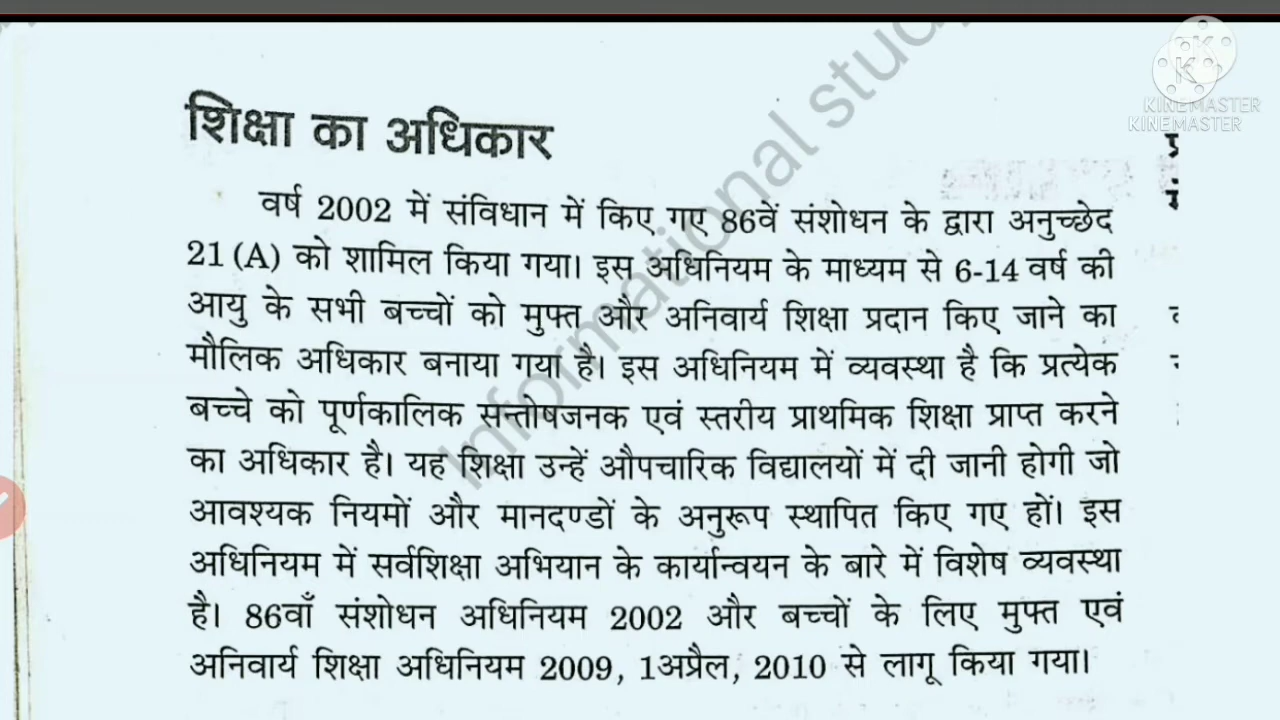 KINEMASTER
KINEMASTER
Informational study
शिक्षा का अधिकार
वर्ष 2002 में संविधान में किए गए 86वें संशोधन के द्वारा अनुच्छेद
21 (A) को शामिल किया गया। इस अधिनियम के माध्यम से 6-14 वर्ष की
आयु के सभी बच्चों को मुफ्त और अनिवार्य शिक्षा प्रदान किए जाने का
मौलिक अधिकार बनाया गया है। इस अधिनियम में व्यवस्था है कि प्रत्येक
बच्चे को पूर्णकालिक सन्तोषजनक एवं स्तरीय प्राथमिक शिक्षा प्राप्त करने
का अधिकार है। यह शिक्षा उन्हें औपचारिक विद्यालयों में दी जानी होगी जो
आवश्यक नियमों और मानदण्डों के अनुरूप स्थापित किए गए हों। इस
अधिनियम में सर्वशिक्षा अभियान के कार्यान्वयन के बारे में विशेष व्यवस्था
है। 86वाँ संशोधन अधिनियम 2002 और बच्चों के लिए मुफ्त एवं
अनिवार्य शिक्षा अधिनियम 2009, 1अप्रैल, 2010 से लागू किया गया।